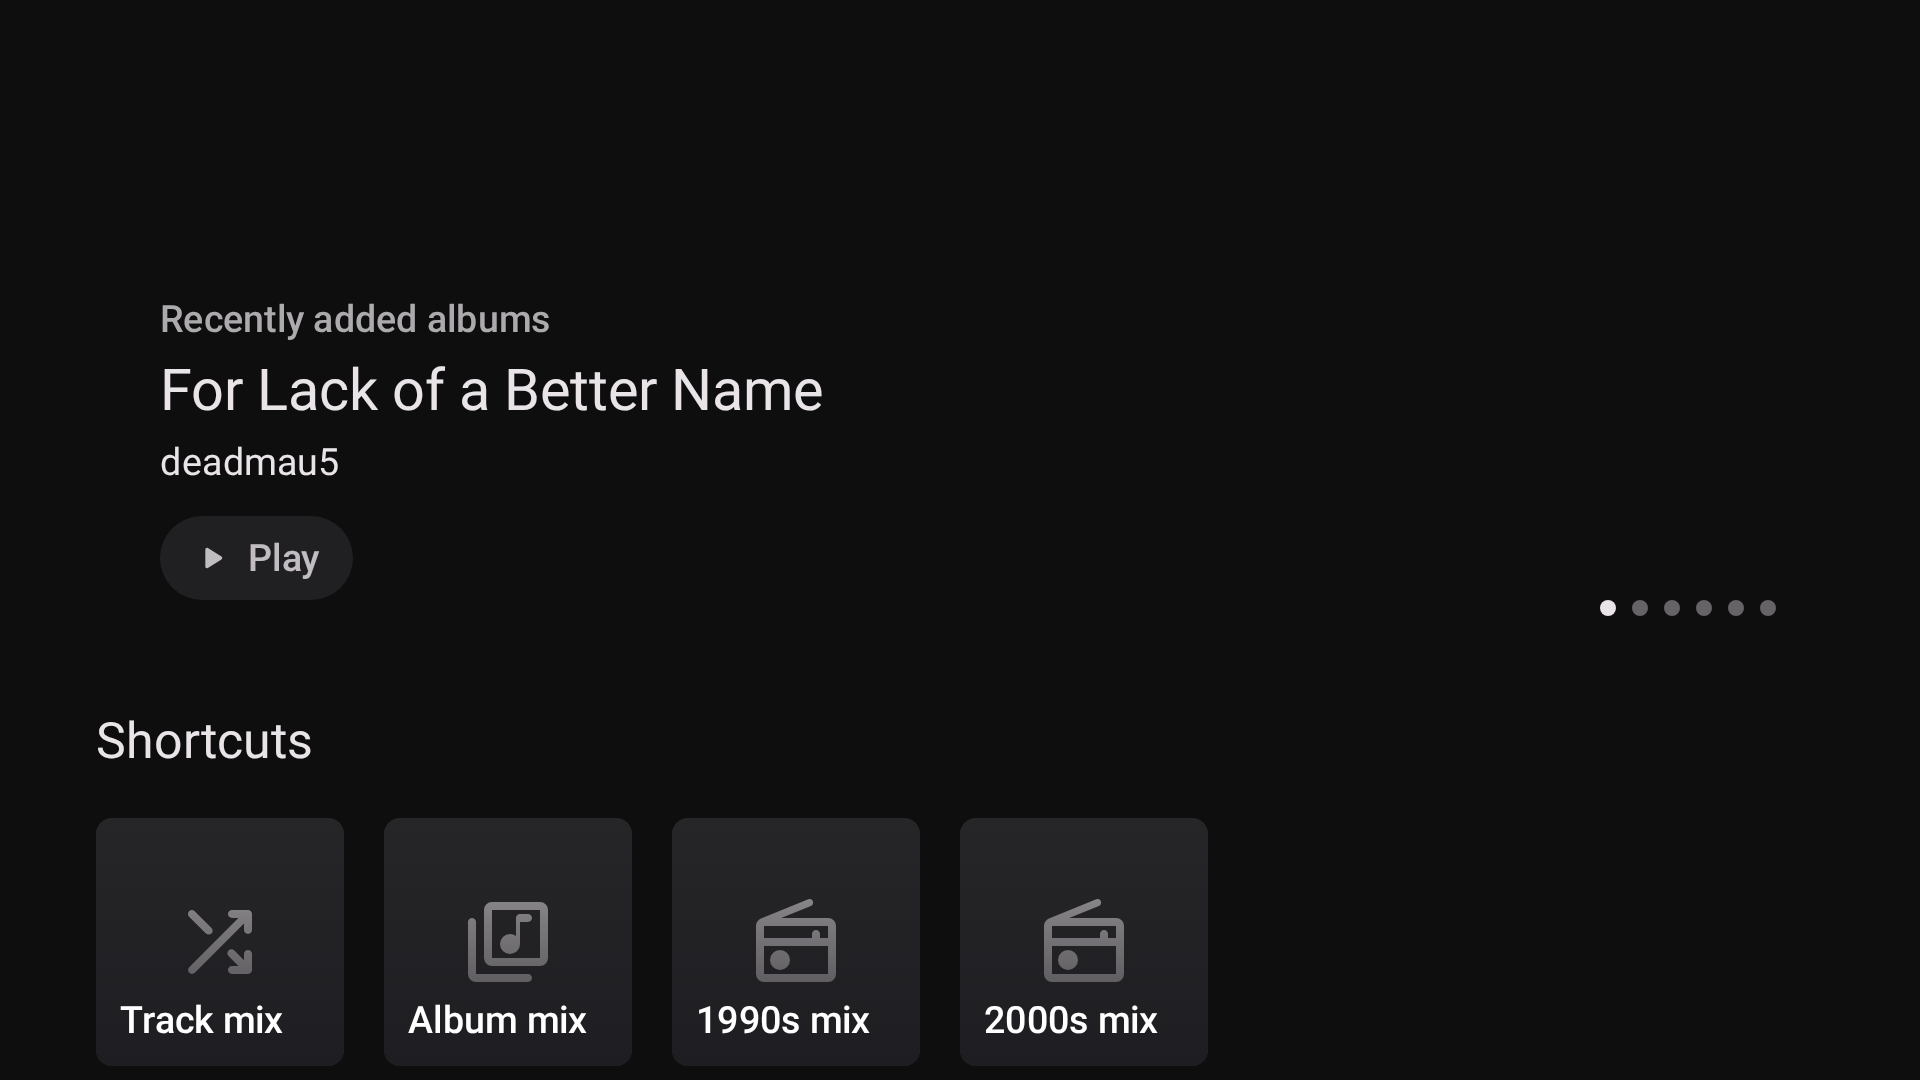 Recently added albums
For Lack of a Better Name
deadmau5
Play
Shortcuts
Track mix
Album mix
1990s mix
2000s mix